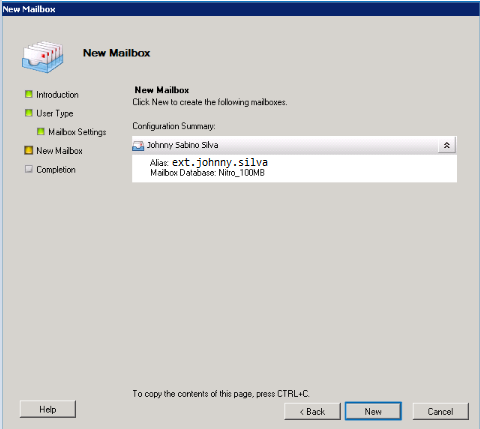 New Mailbox
New Mailbox
Introduction
User Type
Mailbox Settings
New Mailbox
Completion
New Mailbox
Click New to create the following mailboxes.
Configuration Summary:
Johnny Sabino Silva
Alias: ext.johnny.silva
Mailbox Database: Nitro_100MB
To copy the contents of this page, press CTRL+C.
Help
< Back
New
Cancel